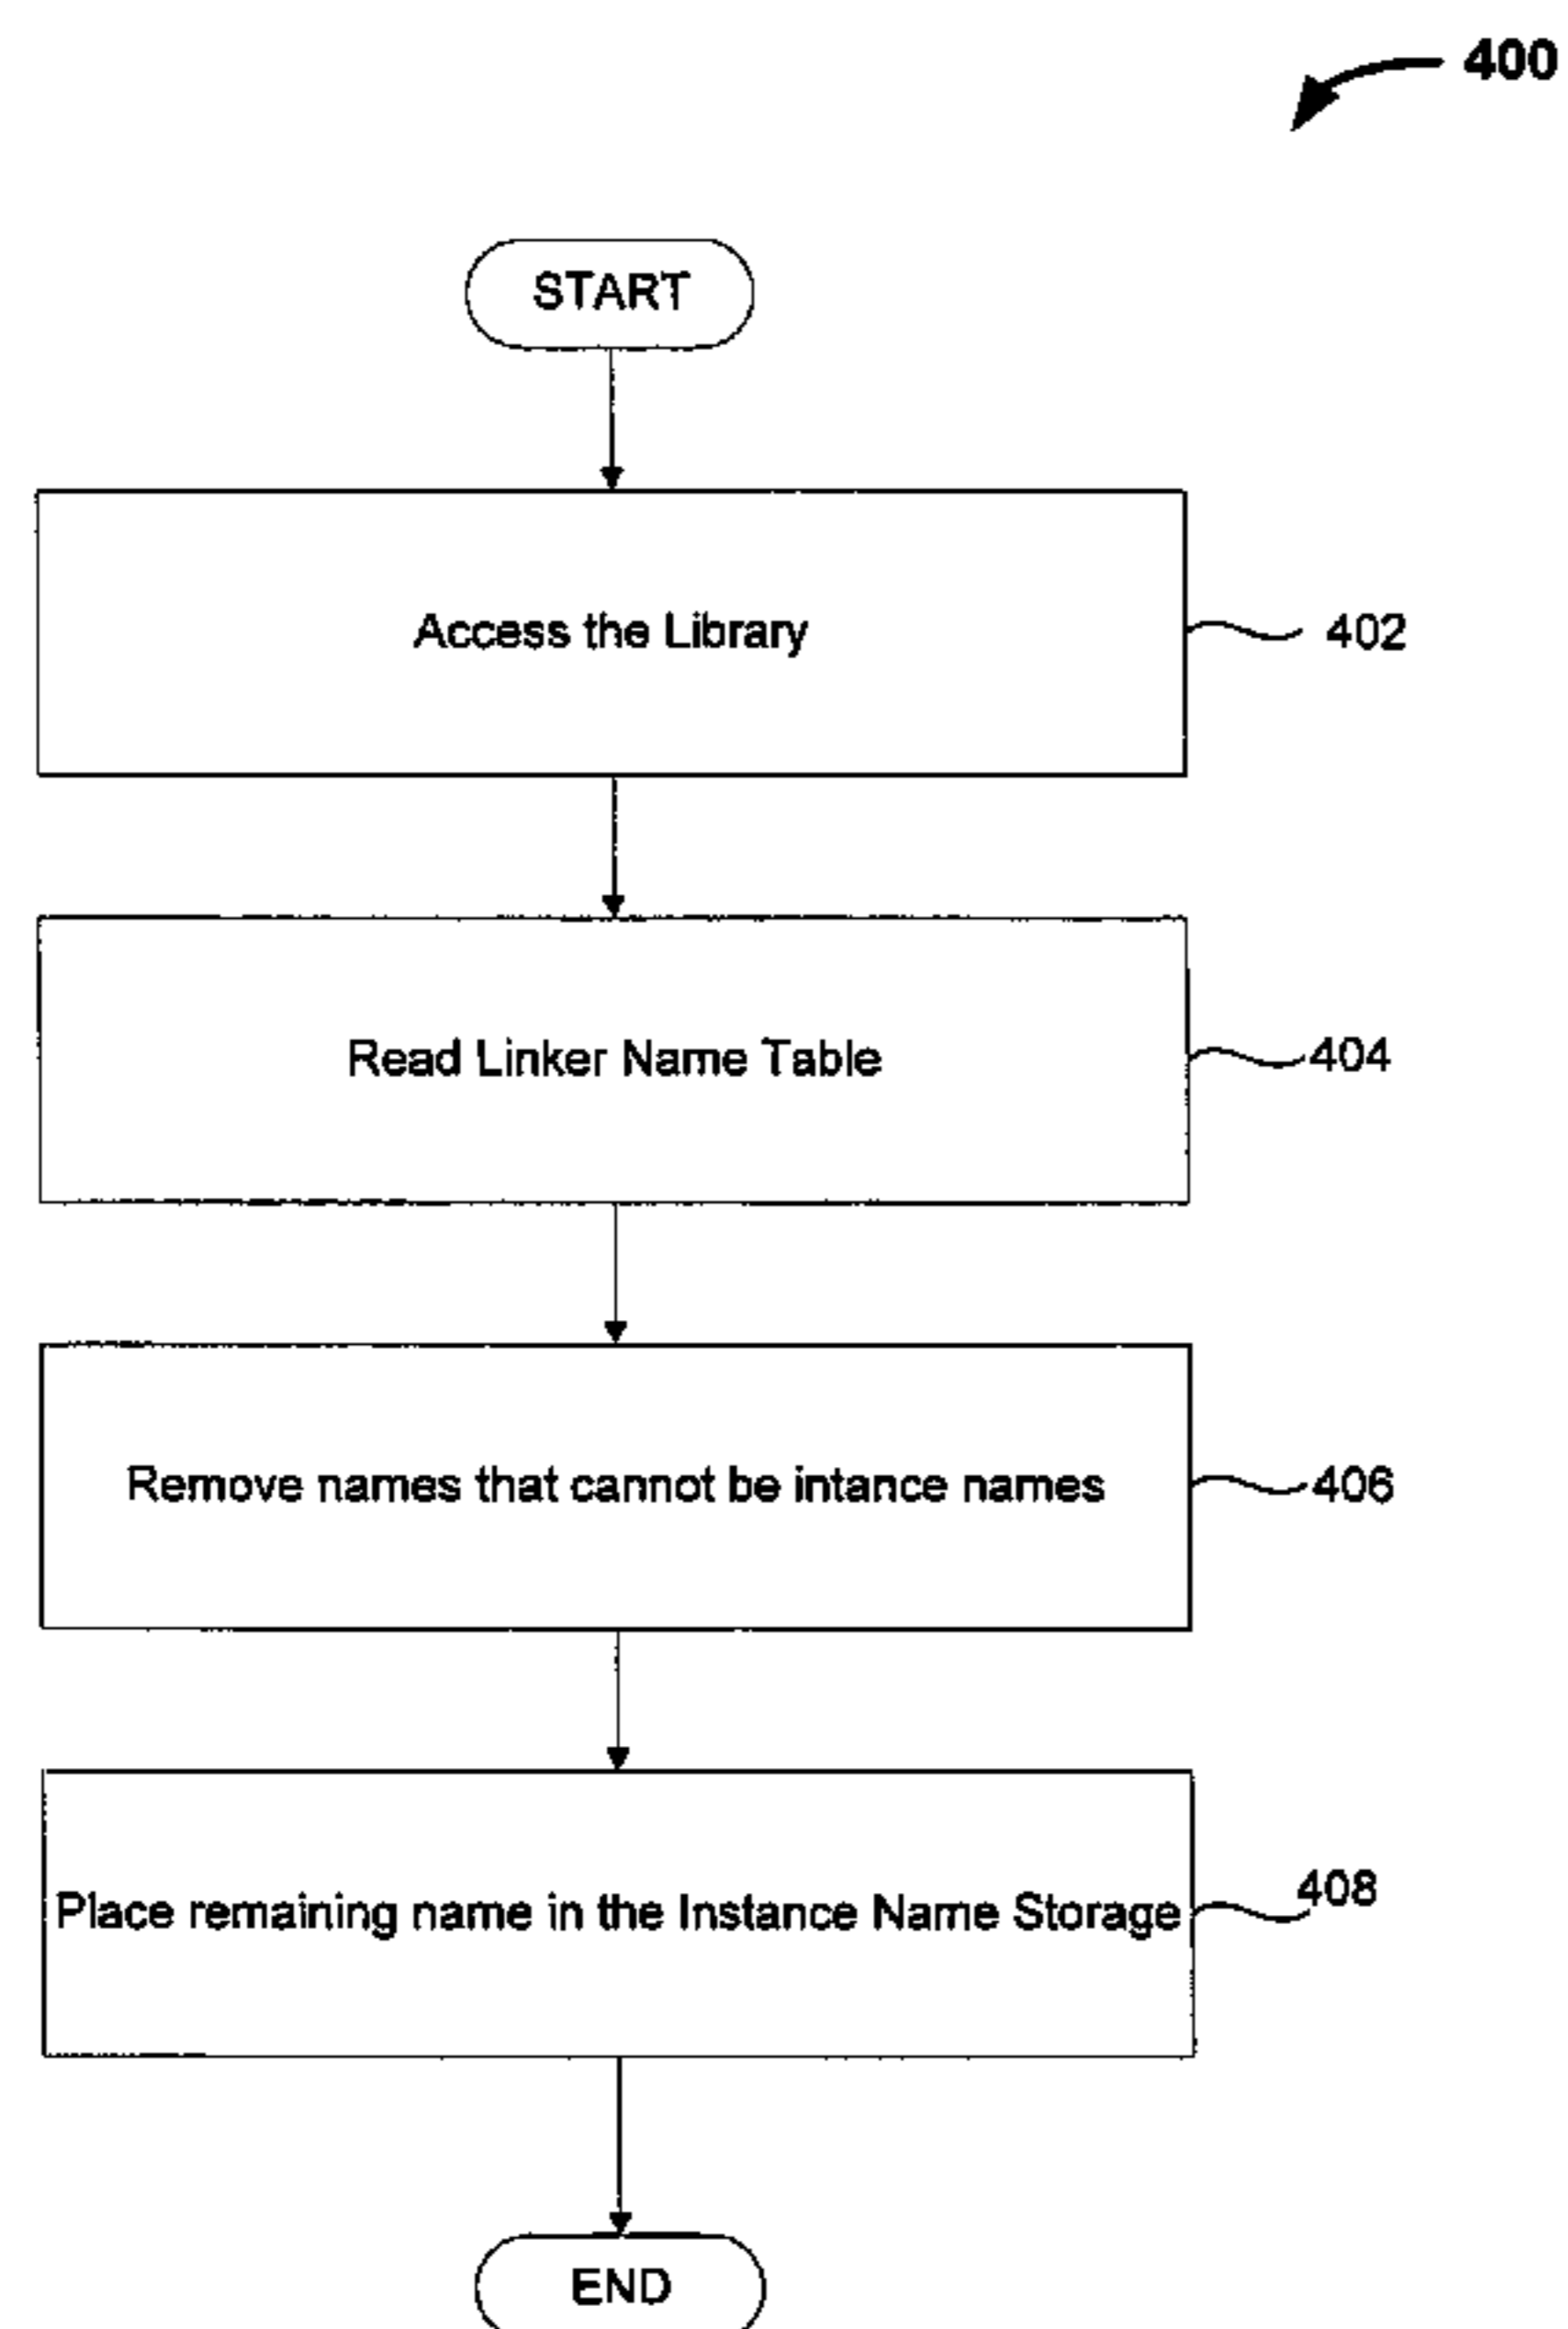 400
START
Access the Library
402
Read Linker Name Table
404
Remove names that cannot be intance names
406
Place remaining name in the Instance Name Storage
408
END